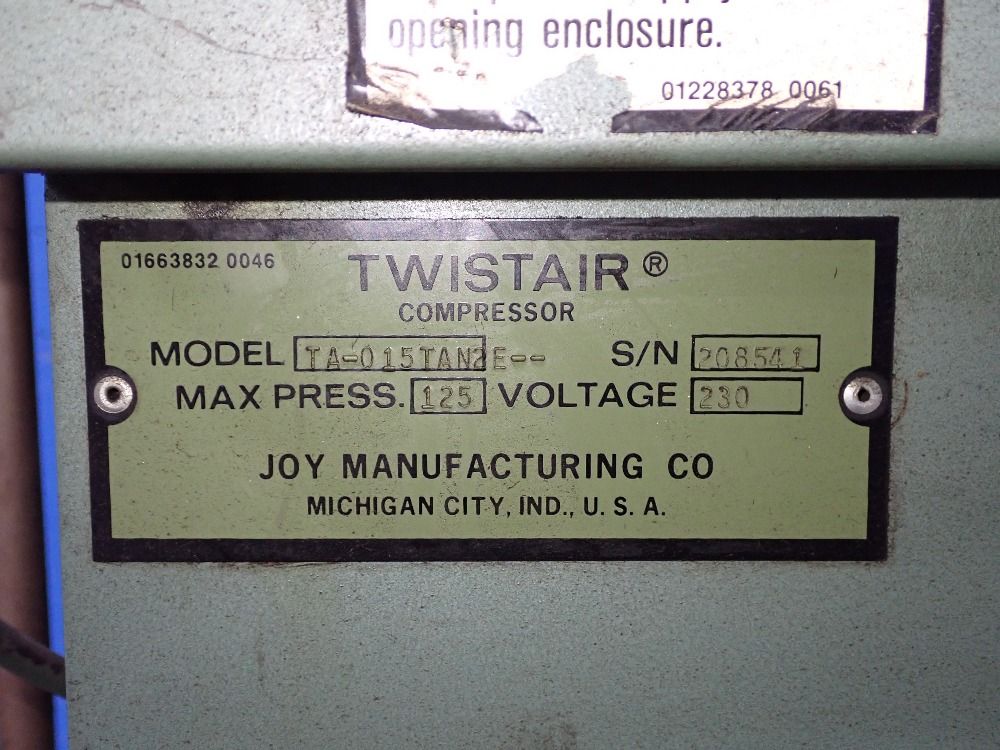 opening enclosure.
01228378 0061
01663832 0046
TWISTAIR®
COMPRESSOR
MODEL TA-015TAN2E-- S/N 208541
MAX PRESS. 125 VOLTAGE 230
JOY MANUFACTURING CO
MICHIGAN CITY, IND., U. S. A.